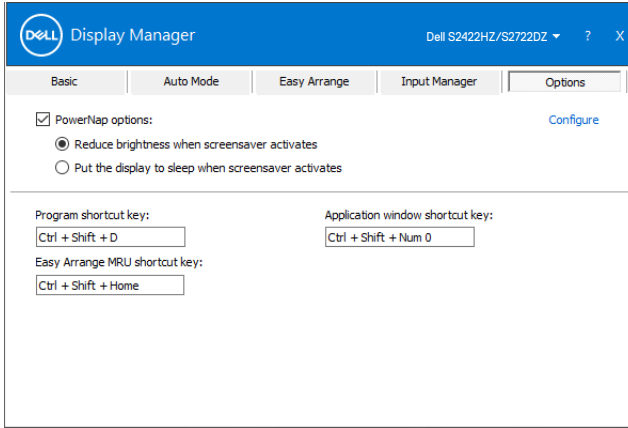 DELL Display Manager Dell S2422HZ/S2722DZ ? X
Basic Auto Mode Easy Arrange Input Manager Options
PowerNap options: Configure
Reduce brightness when screensaver activates
Put the display to sleep when screensaver activates
Program shortcut key: Application window shortcut key:
Ctrl + Shift + D Ctrl + Shift + Num 0
Easy Arrange MRU shortcut key:
Ctrl + Shift + Home